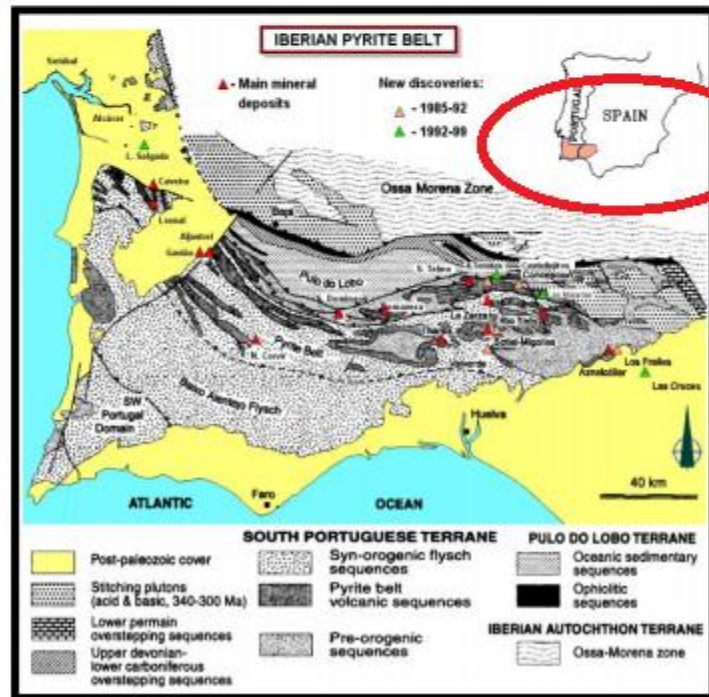 IBERIAN PYRITE BELT
- Main mineral
deposits
New discoveries:
- 1985-92
- 1992-99
PORTUGAL
SPAIN
Setúbal
Alcácer
L. Salgada
Caveira
Lousal
Aljustrel
Gavião
Beja
Ossa Morena Zone
Pulo do Lobo
La Zarza
Pyrite Belt
N. Corvo
Sotiel-Migollas
Los Frailes
Aznalcóllar
Las Cruces
Baixo Alentejo Flysch
SW
Portugal
Domain
Huelva
40 km
Faro
ATLANTIC
OCEAN
SOUTH PORTUGUESE TERRANE
PULO DO LOBO TERRANE
Post-paleozoic cover
Syn-orogenic flysch
sequences
Oceanic sedimentary
sequences
Stitching plutons
(acid & basic, 340-300 Ma)
Pyrite belt
volcanic sequences
Ophiolitic
sequences
Lower permain
overstepping sequences
Pre-orogenic
sequences
IBERIAN AUTOCHTHON TERRANE
Upper devonian-
lower carboniferous
overstepping sequences
Ossa-Morena zone